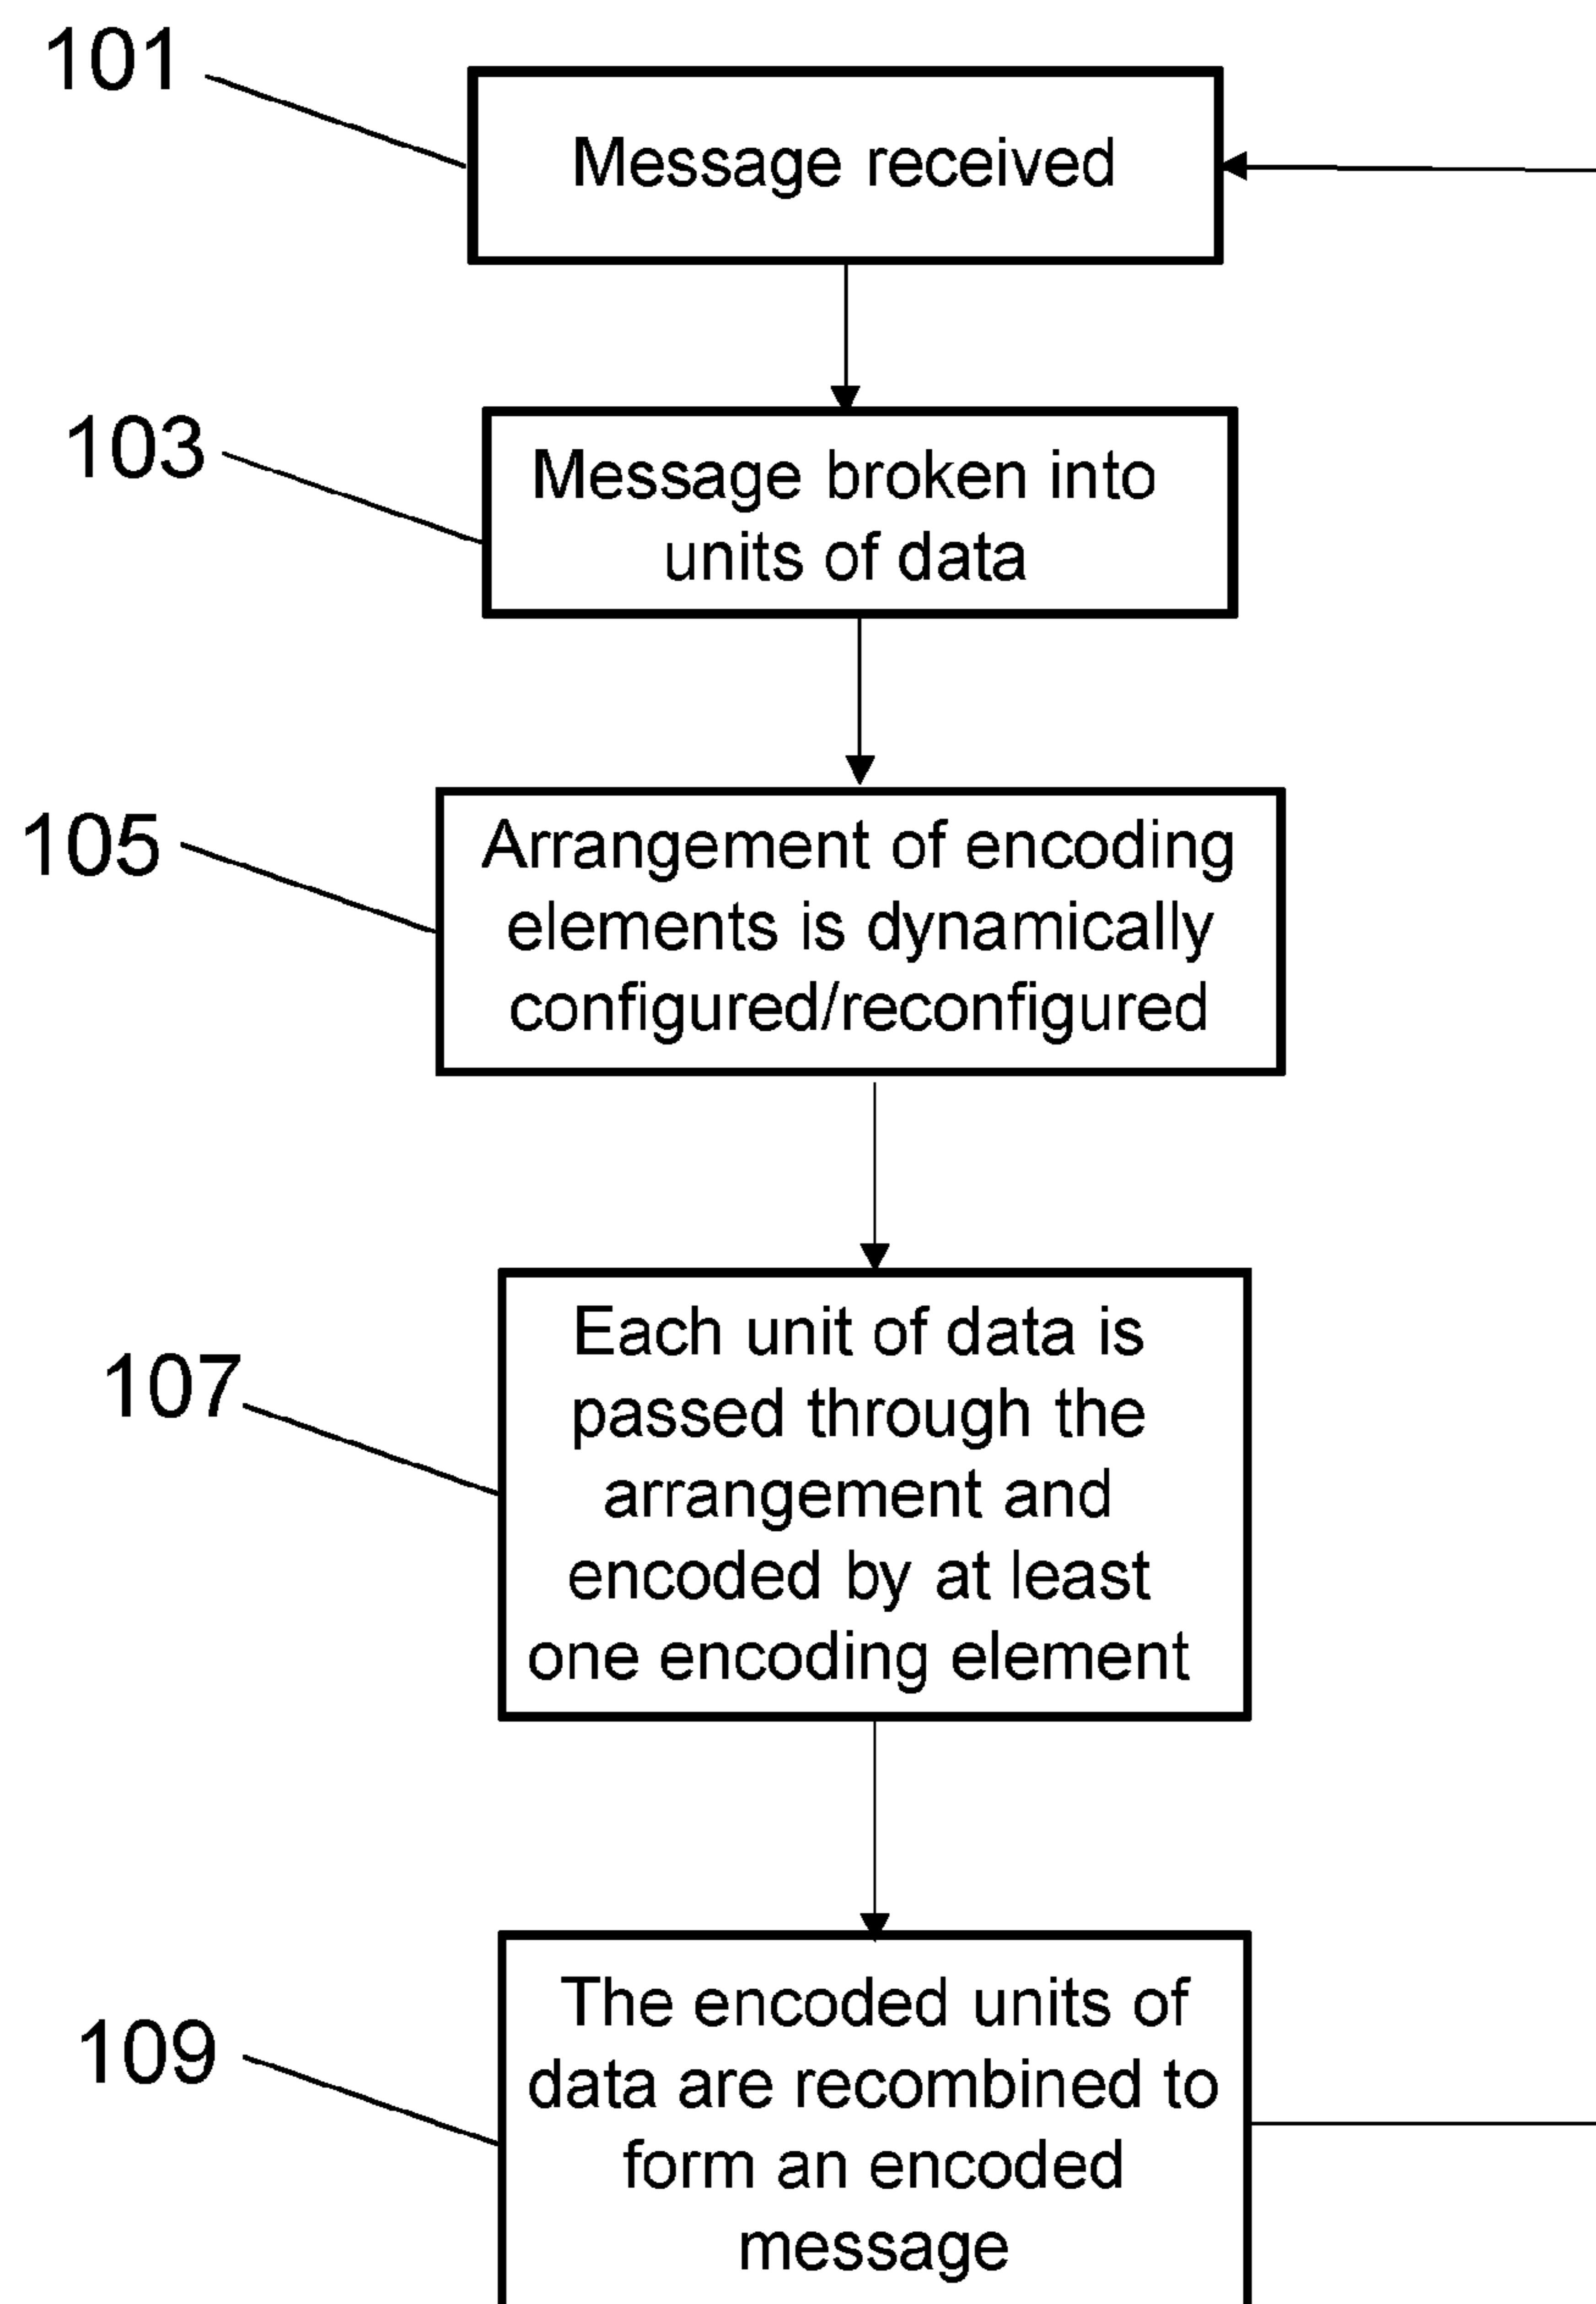 101
Message received
103
Message broken into
units of data
105
Arrangement of encoding
elements is dynamically
configured/reconfigured
107
Each unit of data is
passed through the
arrangement and
encoded by at least
one encoding element
109
The encoded units of
data are recombined to
form an encoded
message